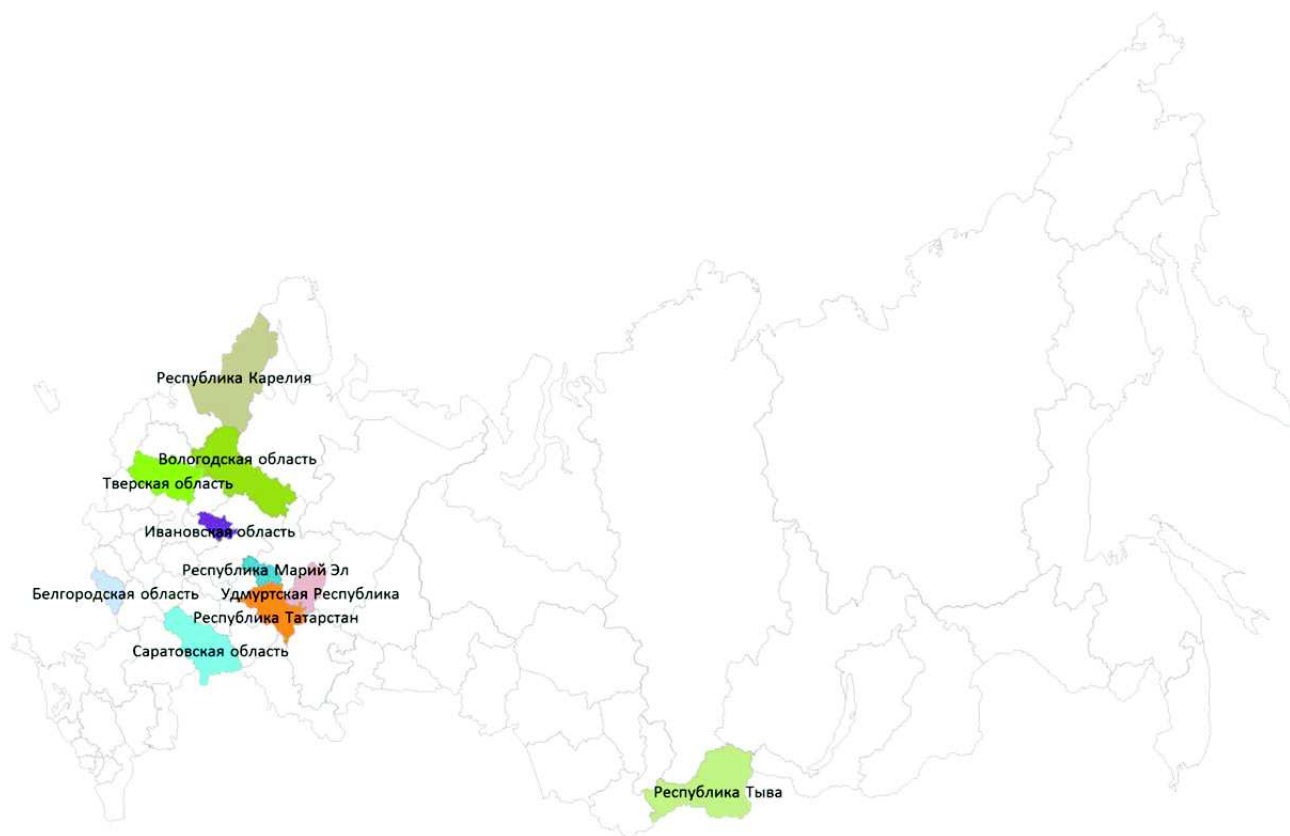 Республика Карелия
Вологодская область
Тверская область
Ивановская область
Республика Марий Эл
Белгородская область
Удмуртская Республика
Республика Татарстан
Саратовская область
Республика Тыва